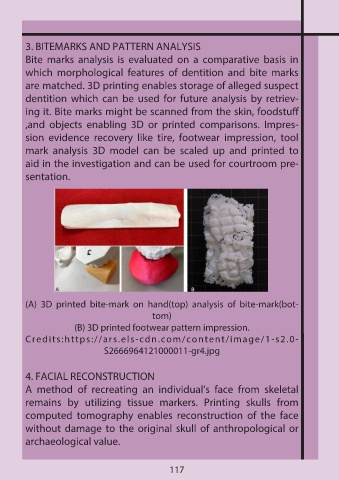 3. BITEMARKS AND PATTERN ANALYSIS
Bite marks analysis is evaluated on a comparative basis in
which morphological features of dentition and bite marks
are matched. 3D printing enables storage of alleged suspect
dentition which can be used for future analysis by retriev-
ing it. Bite marks might be scanned from the skin, foodstuff
,and objects enabling 3D or printed comparisons. Impres-
sion evidence recovery like tire, footwear impression, tool
mark analysis 3D model can be scaled up and printed to
aid in the investigation and can be used for courtroom pre-
sentation.
A
B
(A) 3D printed bite-mark on hand(top) analysis of bite-mark(bot-
tom)
(B) 3D printed footwear pattern impression.
Credits:https://ars.els-cdn.com/content/image/1-s2.0-
S2666964121000011-gr4.jpg
4. FACIAL RECONSTRUCTION
A method of recreating an individual's face from skeletal
remains by utilizing tissue markers. Printing skulls from
computed tomography enables reconstruction of the face
without damage to the original skull of anthropological or
archaeological value.
117